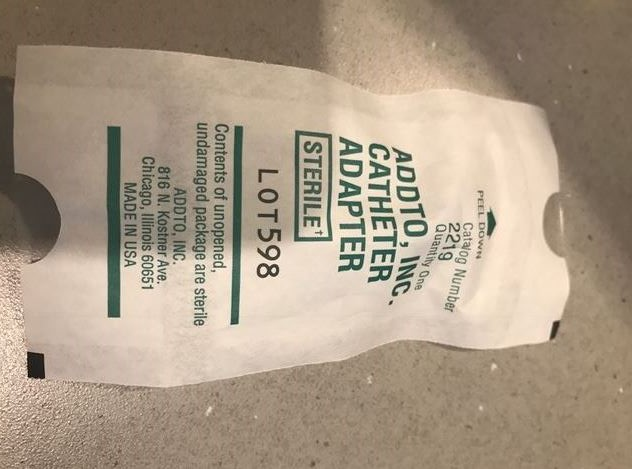 PEEL DOWN
Catalog Number
2219
Quantity One
ADDTO, INC.
CATHETER
ADAPTER
STERILE†
LOT598
Contents of unopened,
undamaged package are sterile
ADDTO, INC.
816 N. Kostner Ave.
Chicago, Illinois 60651
MADE IN USA